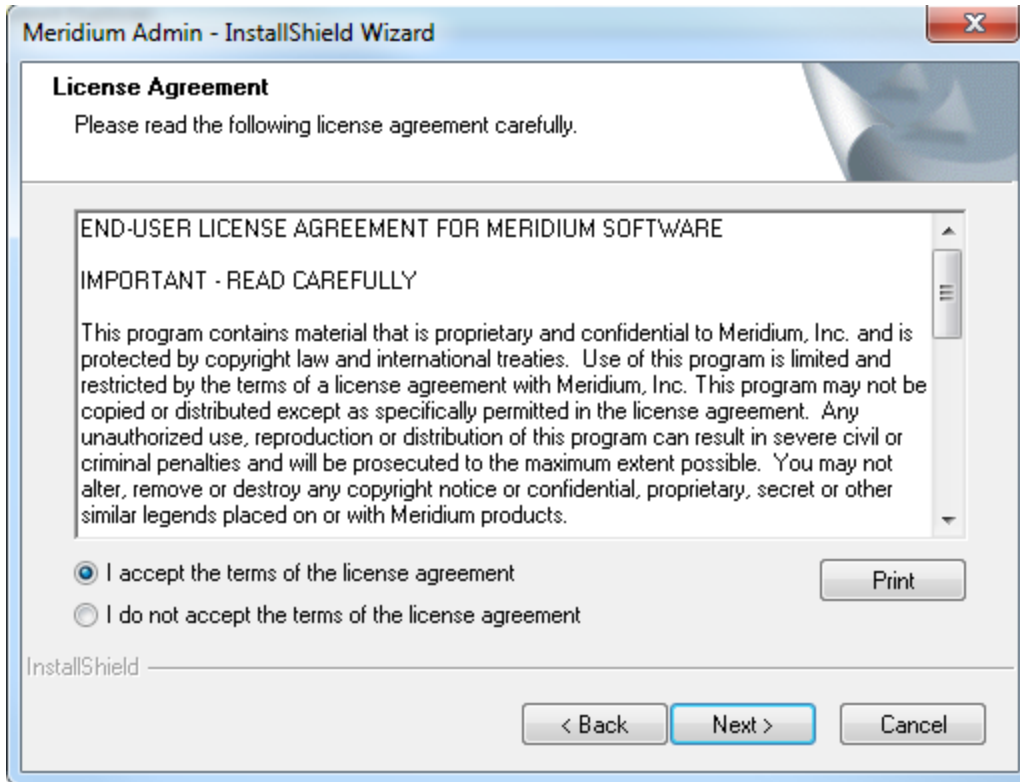 Meridium Admin - InstallShield Wizard
License Agreement
Please read the following license agreement carefully.
END-USER LICENSE AGREEMENT FOR MERIDIUM SOFTWARE
IMPORTANT - READ CAREFULLY
This program contains material that is proprietary and confidential to Meridium, Inc. and is
protected by copyright law and international treaties.  Use of this program is limited and
restricted by the terms of a license agreement with Meridium, Inc. This program may not be
copied or distributed except as specifically permitted in the license agreement.  Any
unauthorized use, reproduction or distribution of this program can result in severe civil or
criminal penalties and will be prosecuted to the maximum extent possible.  You may not
alter, remove or destroy any copyright notice or confidential, proprietary, secret or other
similar legends placed on or with Meridium products.
I accept the terms of the license agreement
Print
I do not accept the terms of the license agreement
InstallShield
< Back
Next >
Cancel